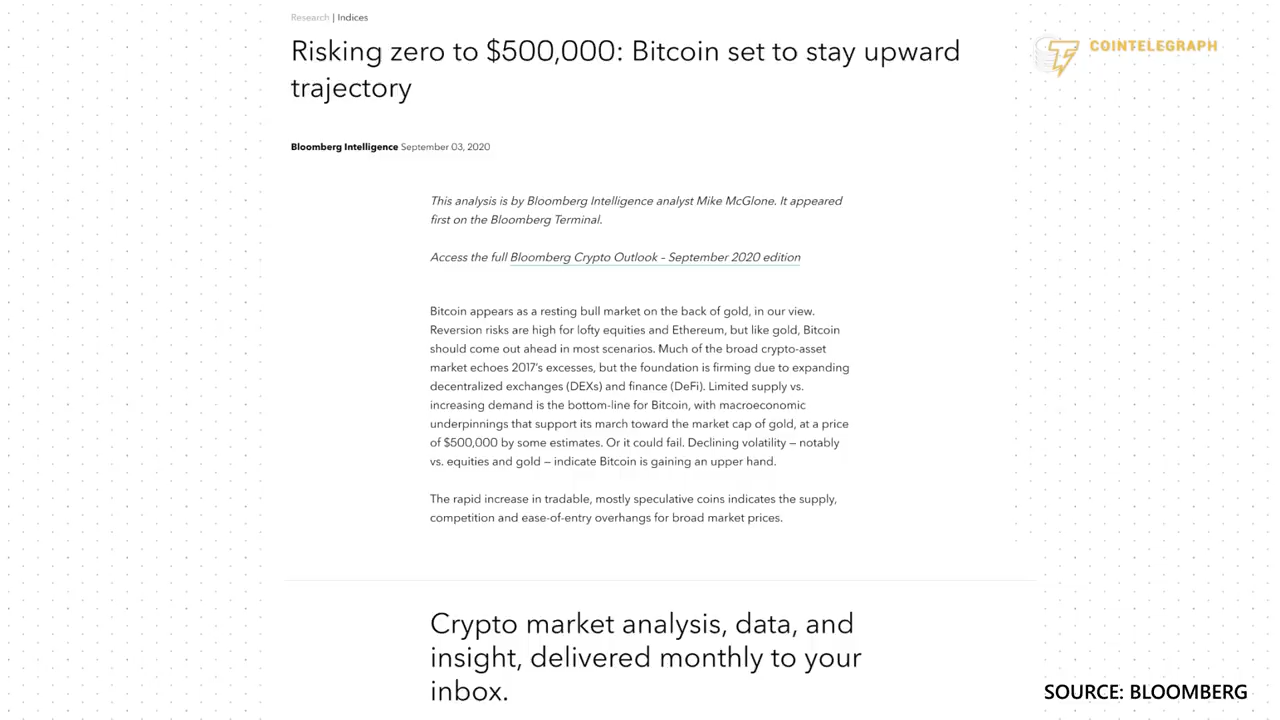 Research | Indices
Risking zero to $500,000: Bitcoin set to stay upward
trajectory
COINTELEGRAPH
Bloomberg Intelligence September 03, 2020
This analysis is by Bloomberg Intelligence analyst Mike McGlone. It appeared
first on the Bloomberg Terminal.
Access the full Bloomberg Crypto Outlook – September 2020 edition
Bitcoin appears as a resting bull market on the back of gold, in our view.
Reversion risks are high for lofty equities and Ethereum, but like gold, Bitcoin
should come out ahead in most scenarios. Much of the broad crypto-asset
market echoes 2017's excesses, but the foundation is firming due to expanding
decentralized exchanges (DEXs) and finance (DeFi). Limited supply vs.
increasing demand is the bottom-line for Bitcoin, with macroeconomic
underpinnings that support its march toward the market cap of gold, at a price
of $500,000 by some estimates. Or it could fail. Declining volatility – notably
vs. equities and gold – indicate Bitcoin is gaining an upper hand.
The rapid increase in tradable, mostly speculative coins indicates the supply,
competition and ease-of-entry overhangs for broad market prices.
Crypto market analysis, data, and
insight, delivered monthly to your
inbox.
SOURCE: BLOOMBERG